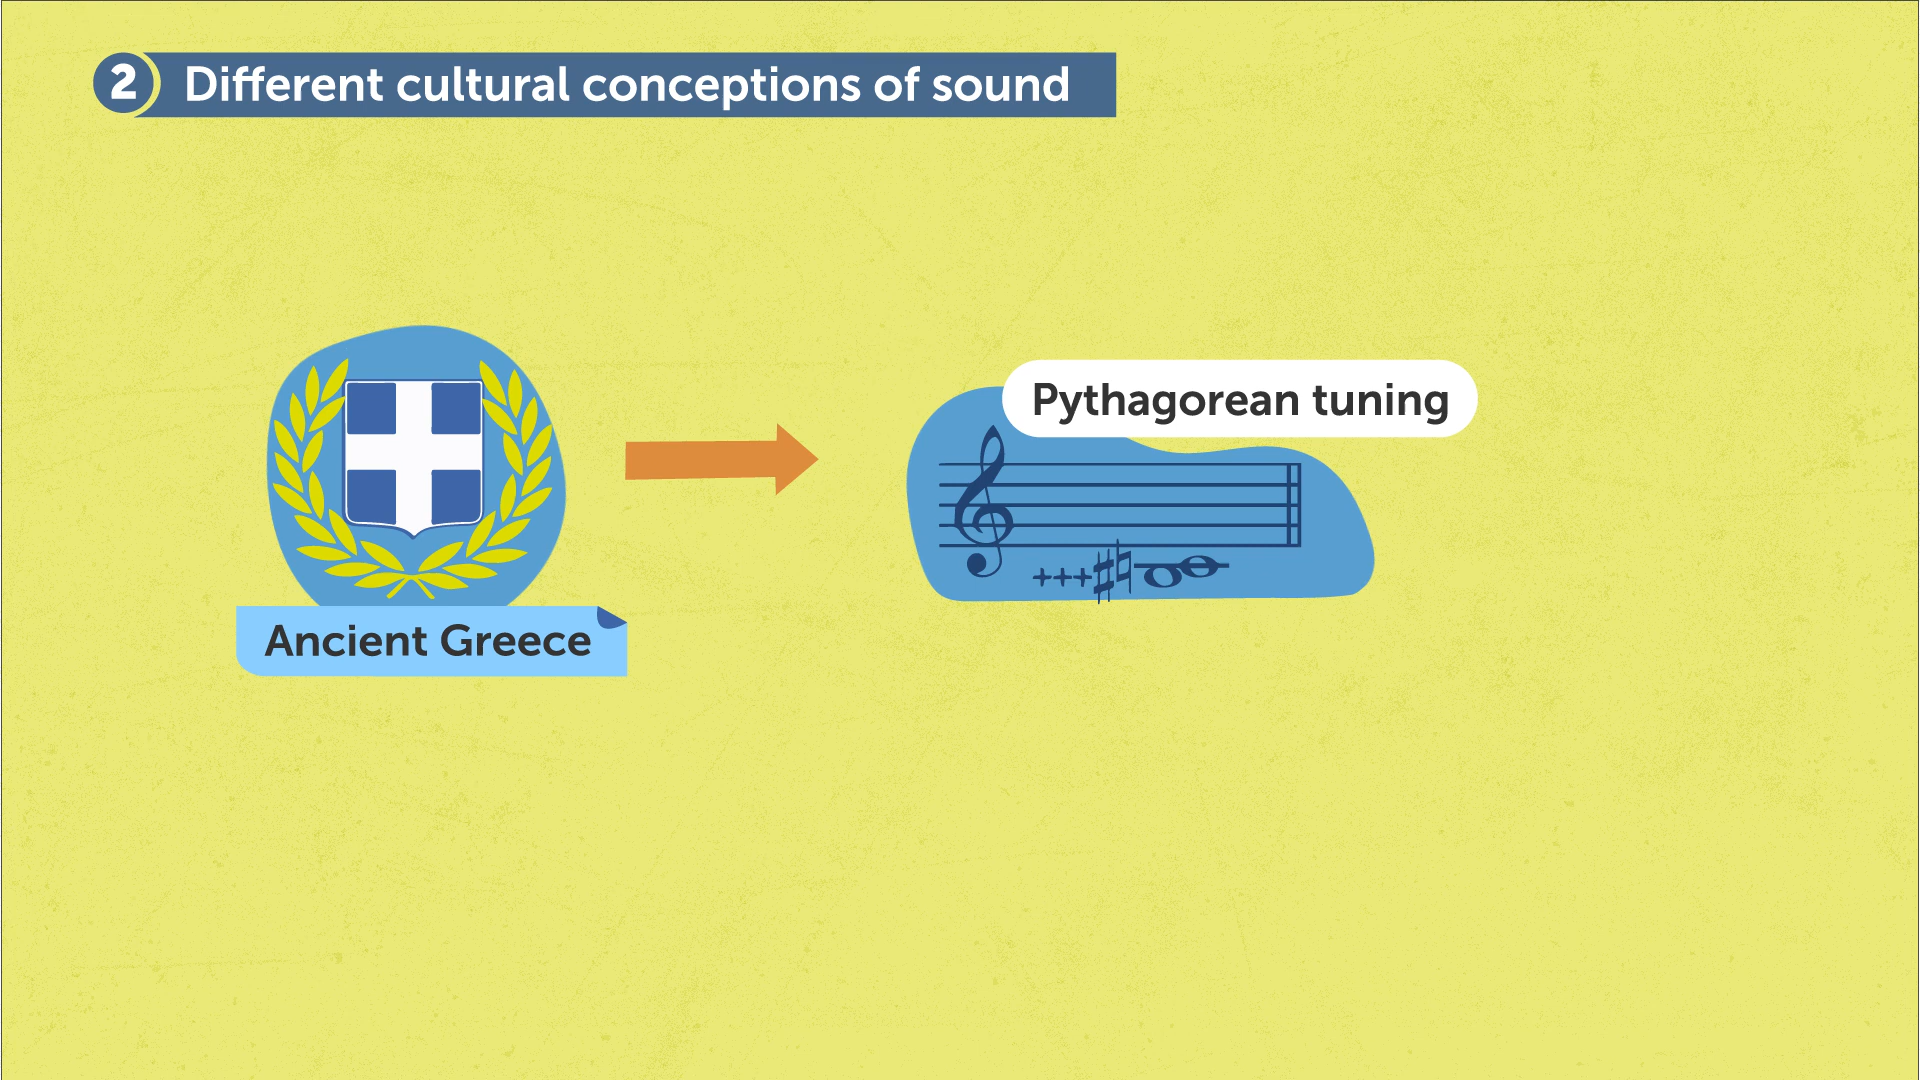 2 Different cultural conceptions of sound
Pythagorean tuning
Ancient Greece